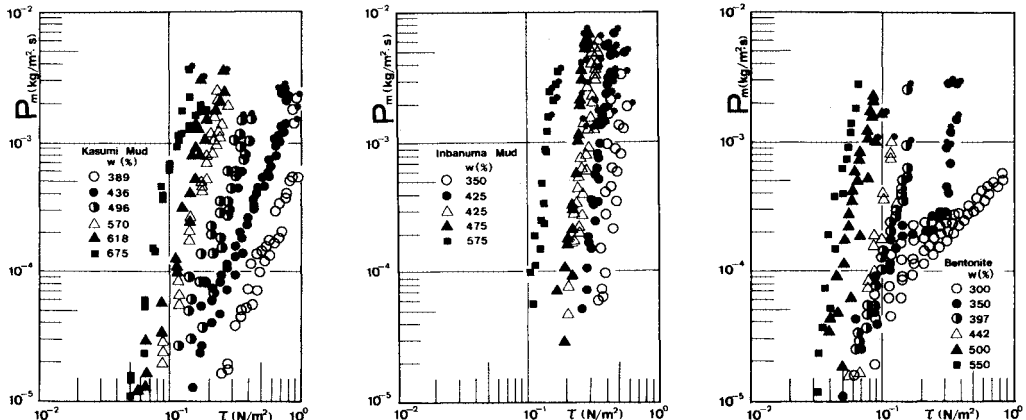 10⁻²
Pm(kg/m²·s)
10⁻³
Kasumi Mud
w (%)
○ 389
● 436
◐ 496
△ 570
▲ 618
■ 675
10⁻⁴
10⁻⁵
10⁻² 10⁻¹ τ (N/m²) 10⁰
10⁻²
Pm(kg/m²·s)
10⁻³
Inbanuma Mud
w (%)
○ 350
● 425
△ 425
▲ 475
■ 575
10⁻⁴
10⁻⁵
10⁻² 10⁻¹ τ (N/m²) 10⁰
10⁻²
Pm(kg/m²·s)
10⁻³
10⁻⁴
Bentonite
w(%)
○ 300
● 350
◐ 397
△ 442
▲ 500
■ 550
10⁻⁵
10⁻² 10⁻¹ τ (N/m²) 10⁰